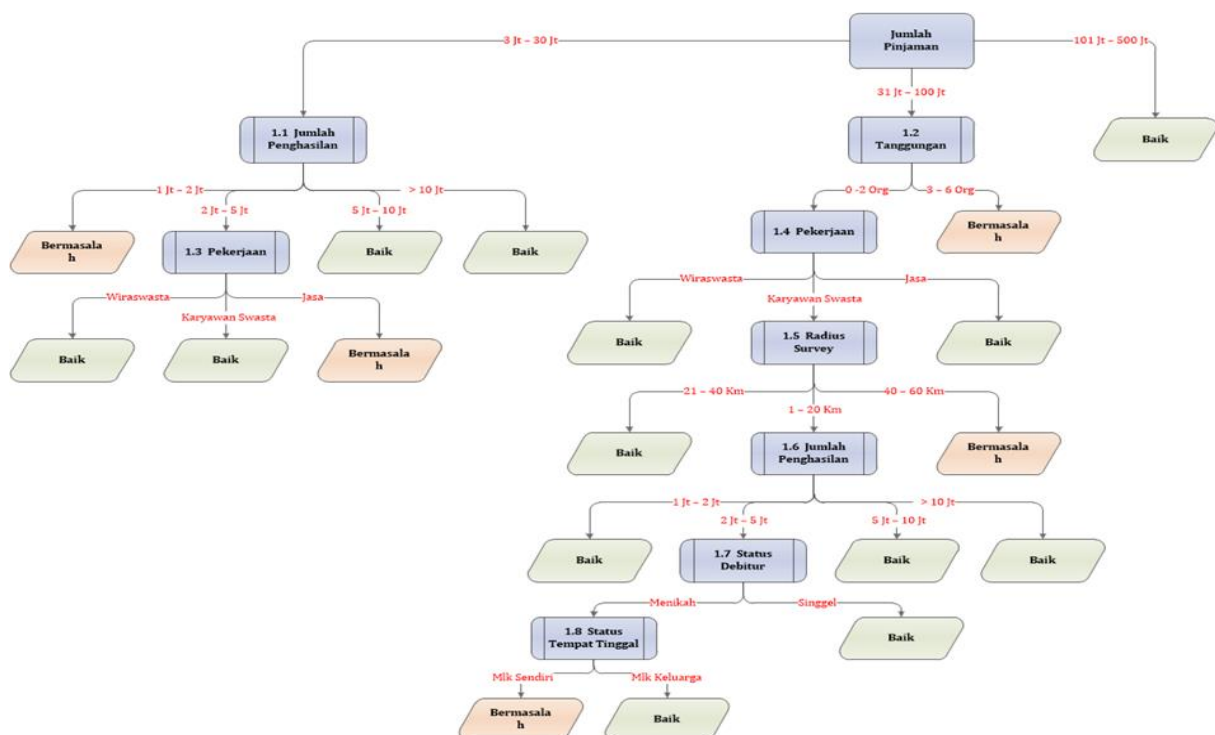 Jumlah
Pinjaman
3 Jt – 30 Jt
101 Jt – 500 Jt
31 Jt – 100 Jt
1.1 Jumlah
Penghasilan
1.2
Tanggungan
Baik
1 Jt – 2 Jt
> 10 Jt
2 Jt – 5 Jt
5 Jt – 10 Jt
0 -2 Org
3 – 6 Org
Bermasala
h
1.3 Pekerjaan
Baik
Baik
1.4 Pekerjaan
Bermasala
h
Wiraswasta
Jasa
Karyawan Swasta
Wiraswasta
Jasa
Karyawan Swasta
Baik
Baik
Bermasala
h
Baik
1.5 Radius
Survey
Baik
21 – 40 Km
40 – 60 Km
1 – 20 Km
Baik
1.6 Jumlah
Penghasilan
Bermasala
h
1 Jt – 2 Jt
> 10 Jt
2 Jt – 5 Jt
5 Jt – 10 Jt
Baik
1.7 Status
Debitur
Baik
Baik
Menikah
Singgel
1.8 Status
Tempat Tinggal
Baik
Mlk Sendiri
Mlk Keluarga
Bermasala
h
Baik